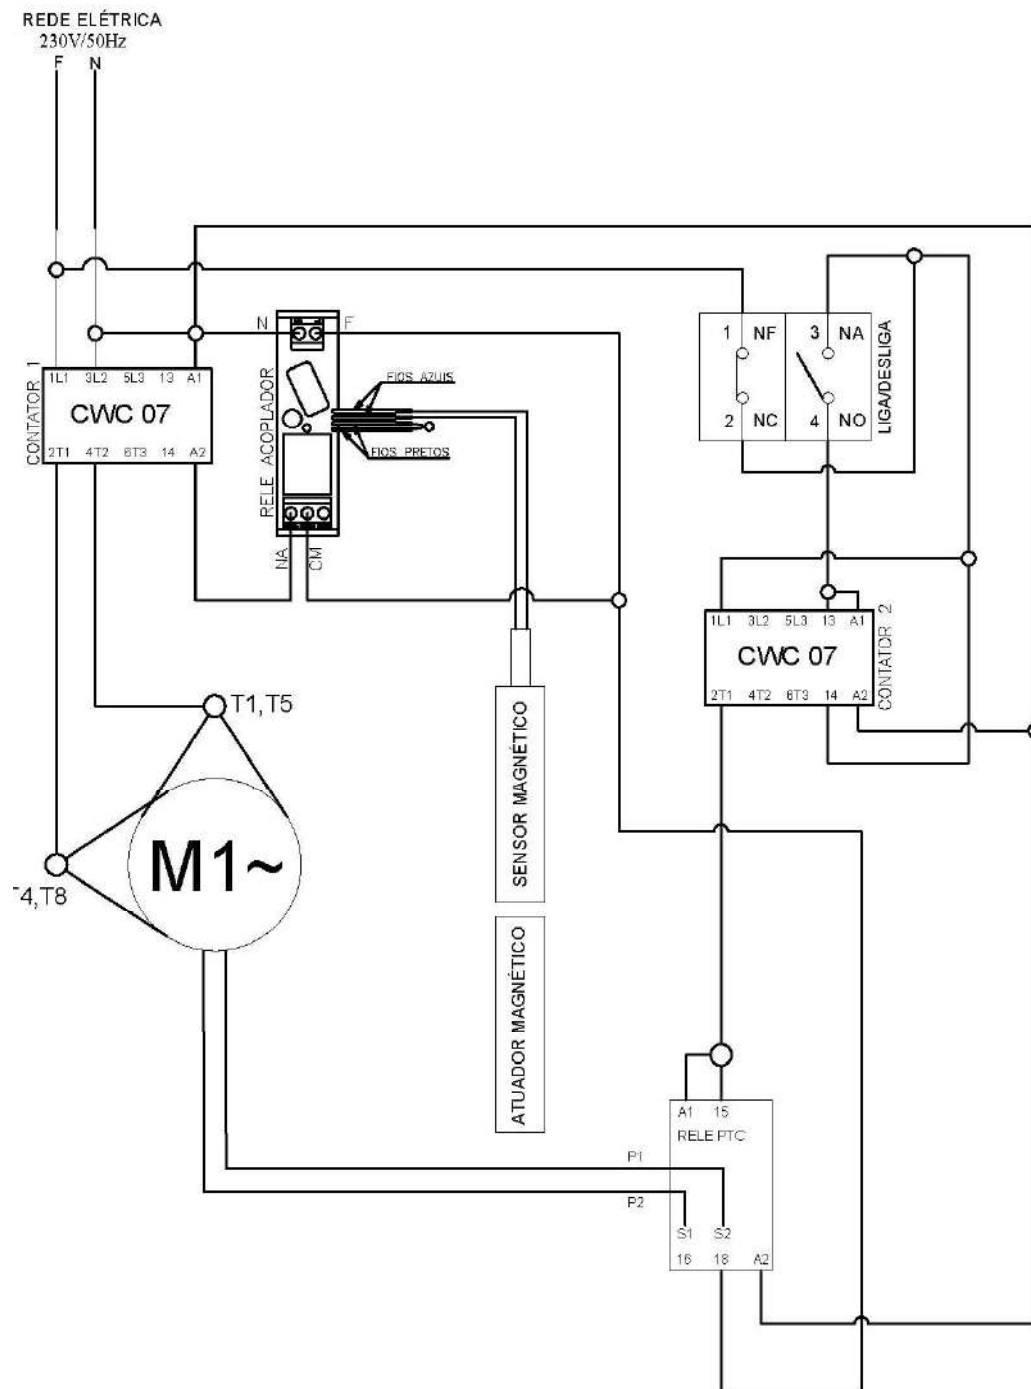 REDE ELÉTRICA
230V/50Hz
F N
N F
1 NF 3 NA
2 NC 4 NO
LIGA/DESLIGA
CONTATOR 1
1L1 3L2 5L3 13 A1
CWC 07
2T1 4T2 6T3 14 A2
RELE ACOPLADOR
FIOS AZUIS
FIOS PRETOS
NA CM
1L1 3L2 5L3 13 A1
CWC 07
2T1 4T2 6T3 14 A2
CONTATOR 2
T1,T5
M1~
4,T8
SENSOR MAGNÉTICO
ATUADOR MAGNÉTICO
A1 15
RELE PTC
P1
P2
S1 S2
16 18 A2